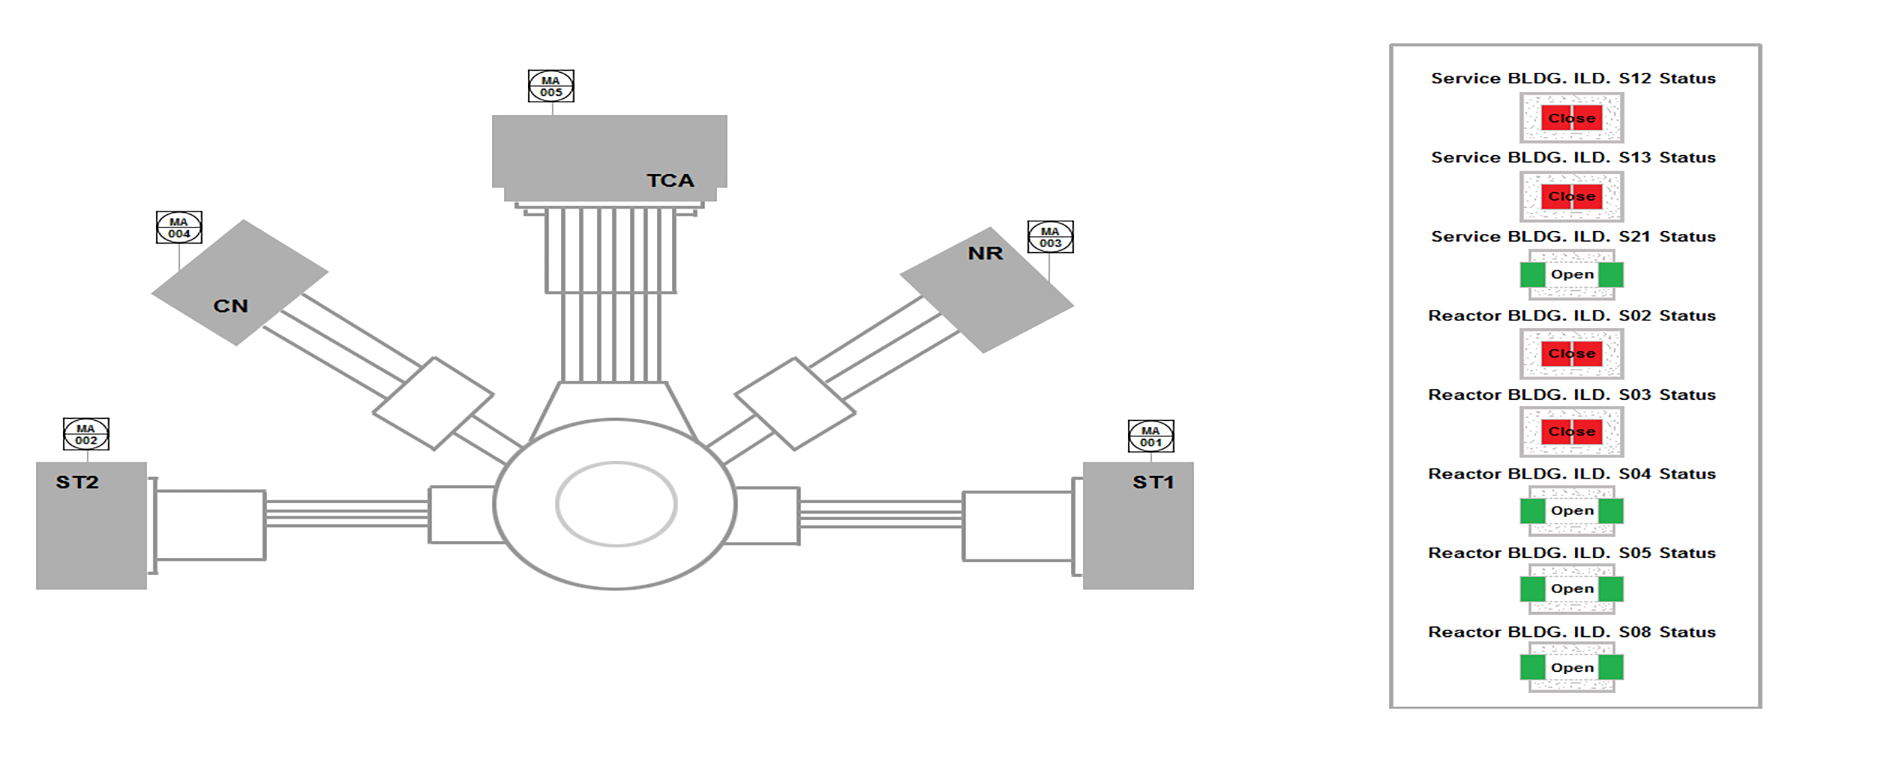 MA
005
TCA
MA
004
CN
MA
003
NR
MA
002
ST2
MA
001
ST1
Service BLDG. ILD. S12 Status
Close
Service BLDG. ILD. S13 Status
Close
Service BLDG. ILD. S21 Status
Open
Reactor BLDG. ILD. S02 Status
Close
Reactor BLDG. ILD. S03 Status
Close
Reactor BLDG. ILD. S04 Status
Open
Reactor BLDG. ILD. S05 Status
Open
Reactor BLDG. ILD. S08 Status
Open